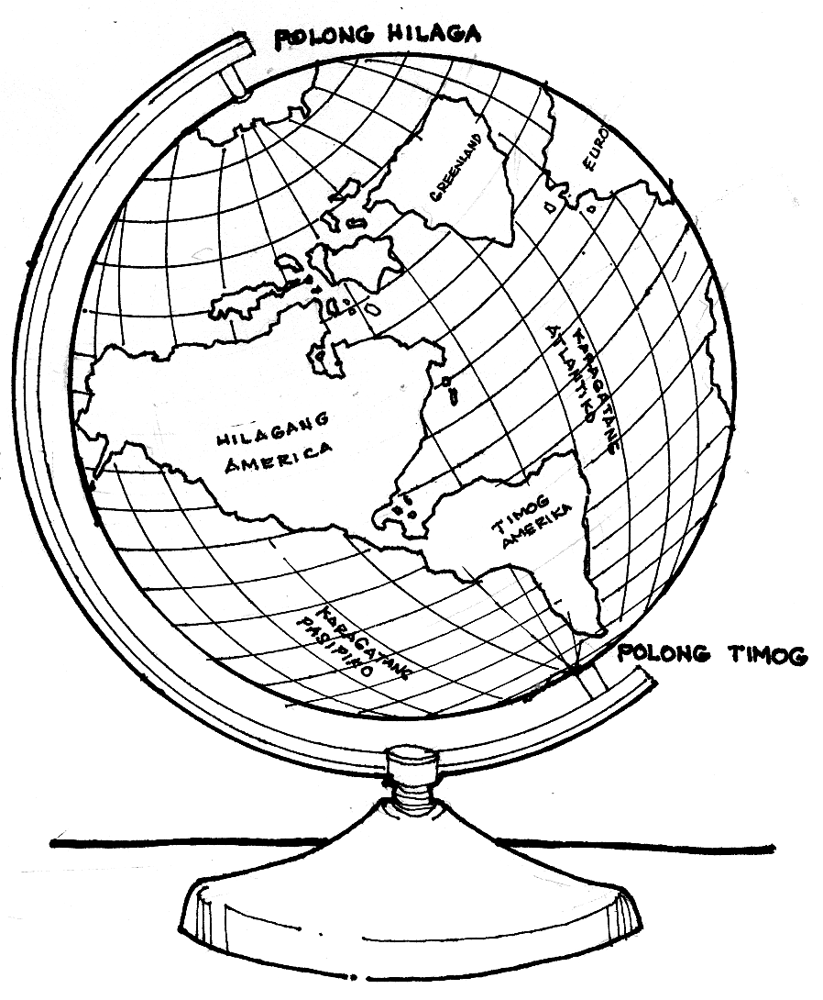 POLONG HILAGA
GREENLAND
EURO
KARAGATANG
ATLANTIKO
HILAGANG
AMERICA
TIMOG
AMERIKA
KARAGATANG
PASIPIKO
POLONG TIMOG